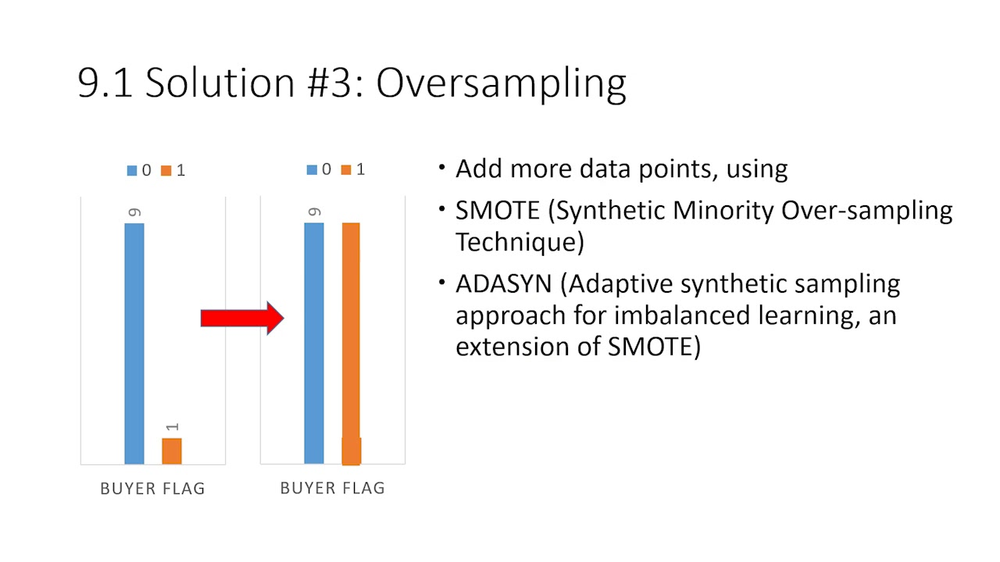 9.1 Solution #3: Oversampling
0 1
9
1
BUYER FLAG
0 1
9
BUYER FLAG
• Add more data points, using
• SMOTE (Synthetic Minority Over-sampling
Technique)
• ADASYN (Adaptive synthetic sampling
approach for imbalanced learning, an
extension of SMOTE)